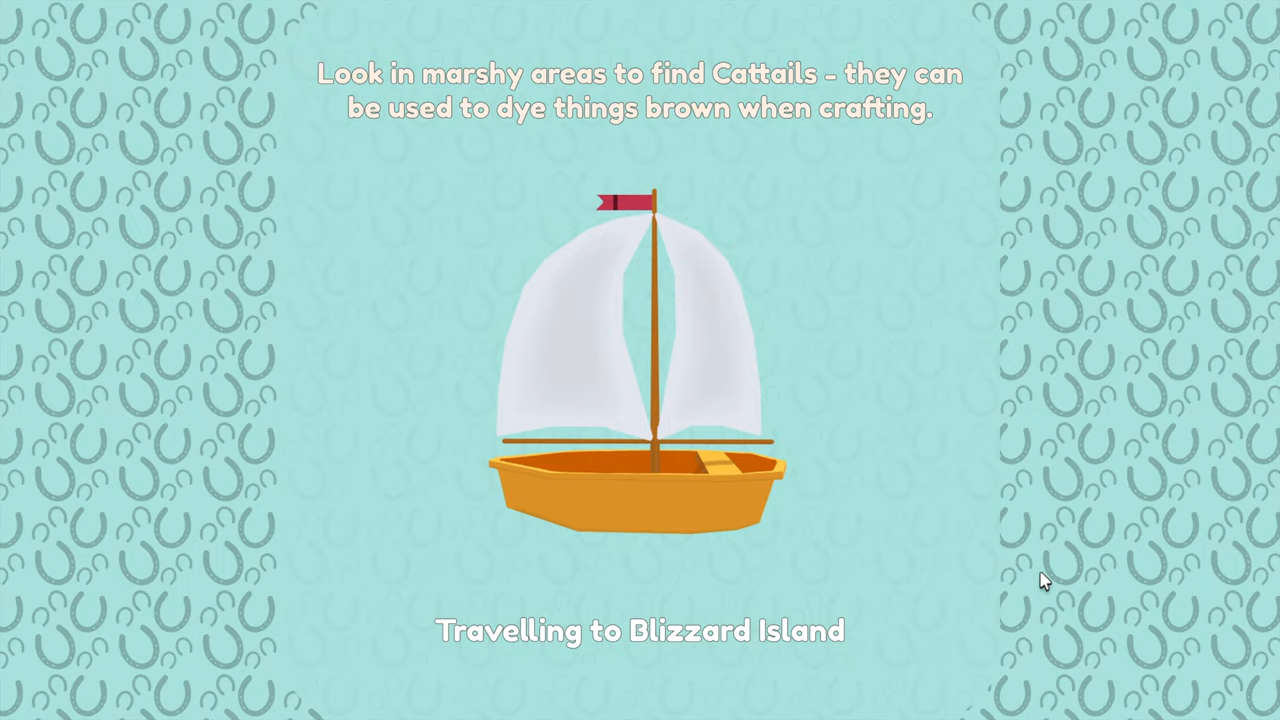 Look in marshy areas to find Cattails - they can
be used to dye things brown when crafting.
Travelling to Blizzard Island